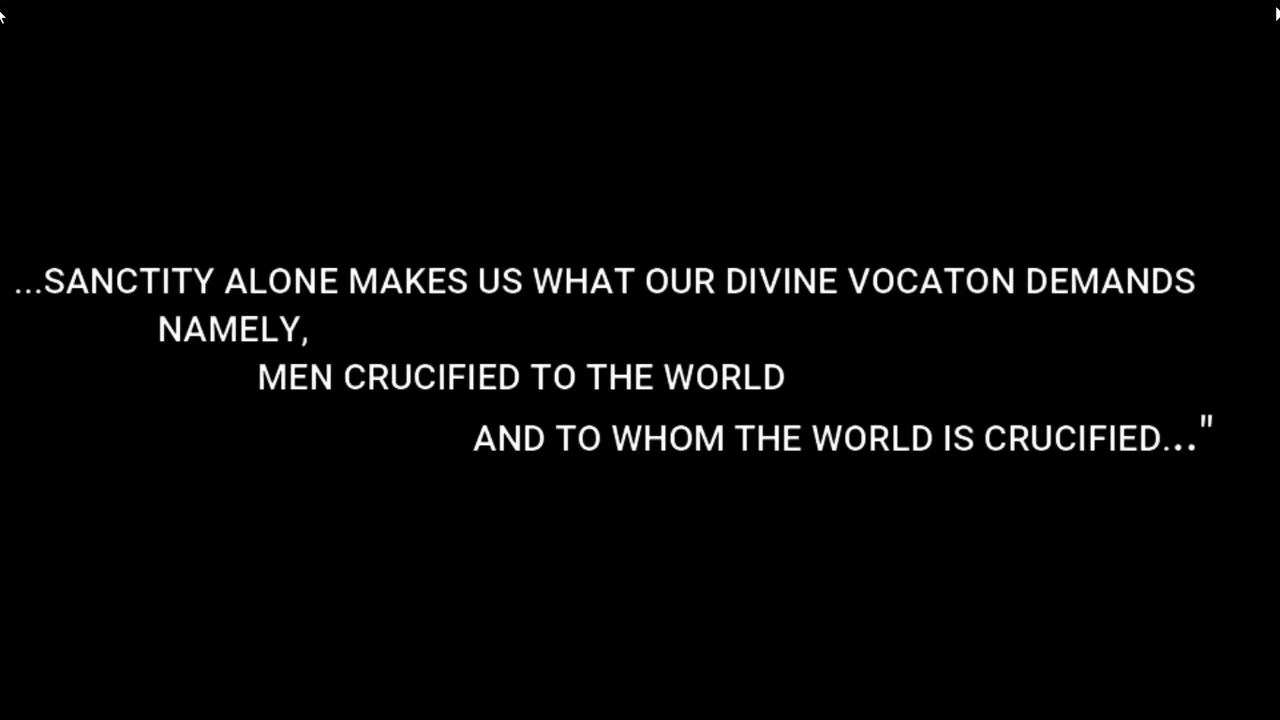 ...SANCTITY ALONE MAKES US WHAT OUR DIVINE VOCATON DEMANDS
NAMELY,
MEN CRUCIFIED TO THE WORLD
AND TO WHOM THE WORLD IS CRUCIFIED..."